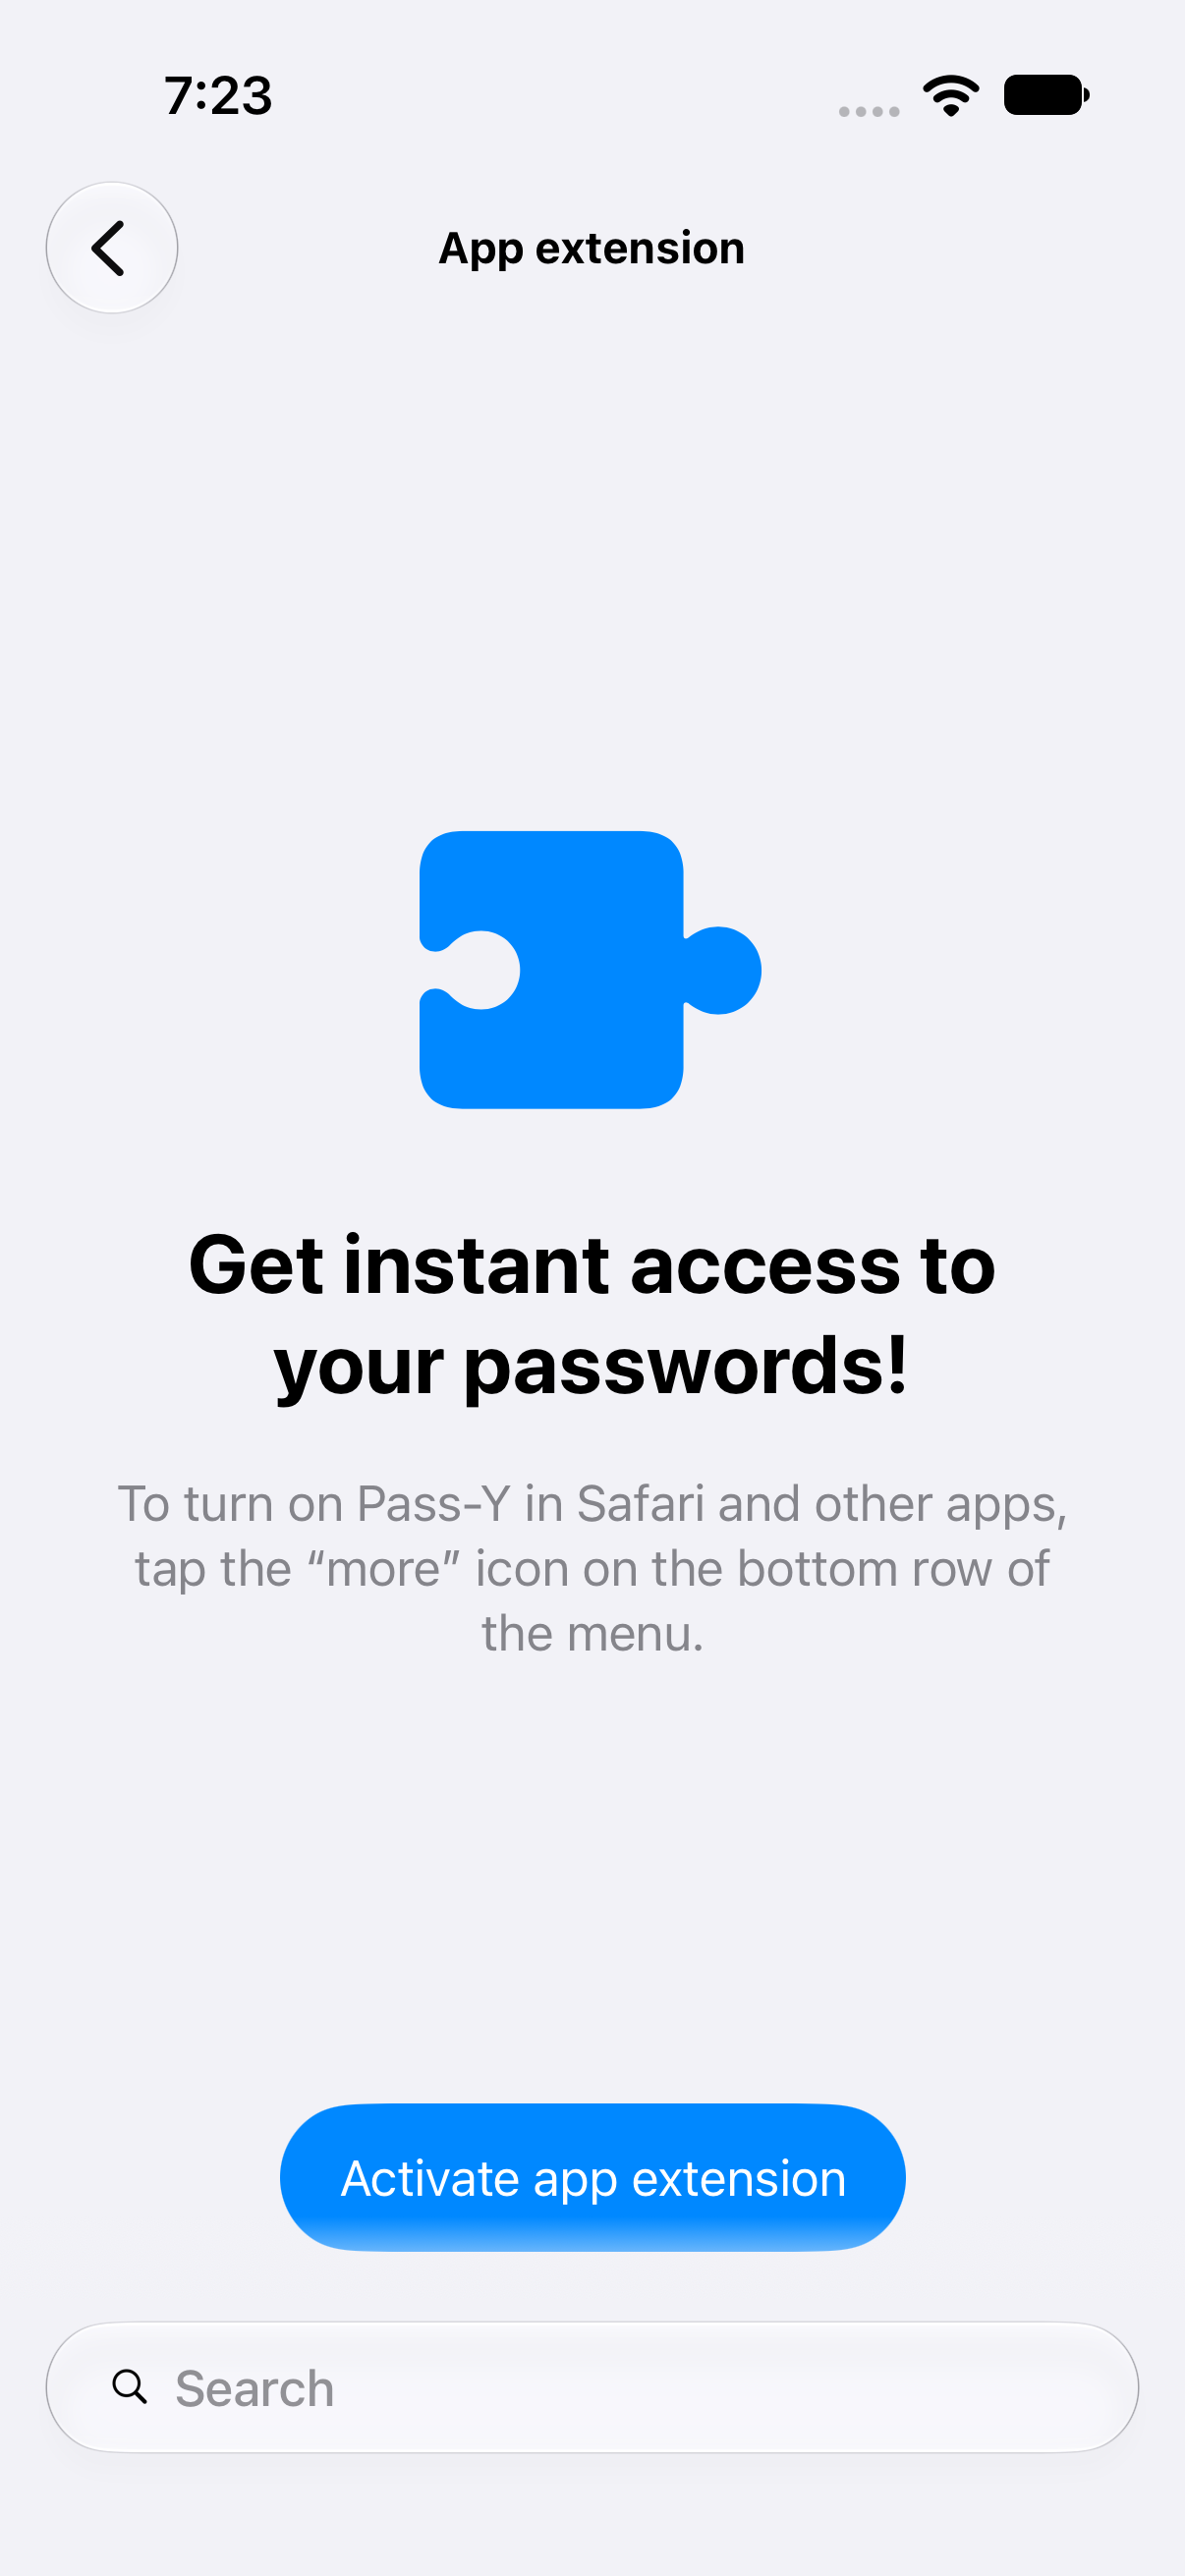 7:23
App extension
Get instant access to
your passwords!
To turn on Pass-Y in Safari and other apps,
tap the “more” icon on the bottom row of
the menu.
Activate app extension
Search